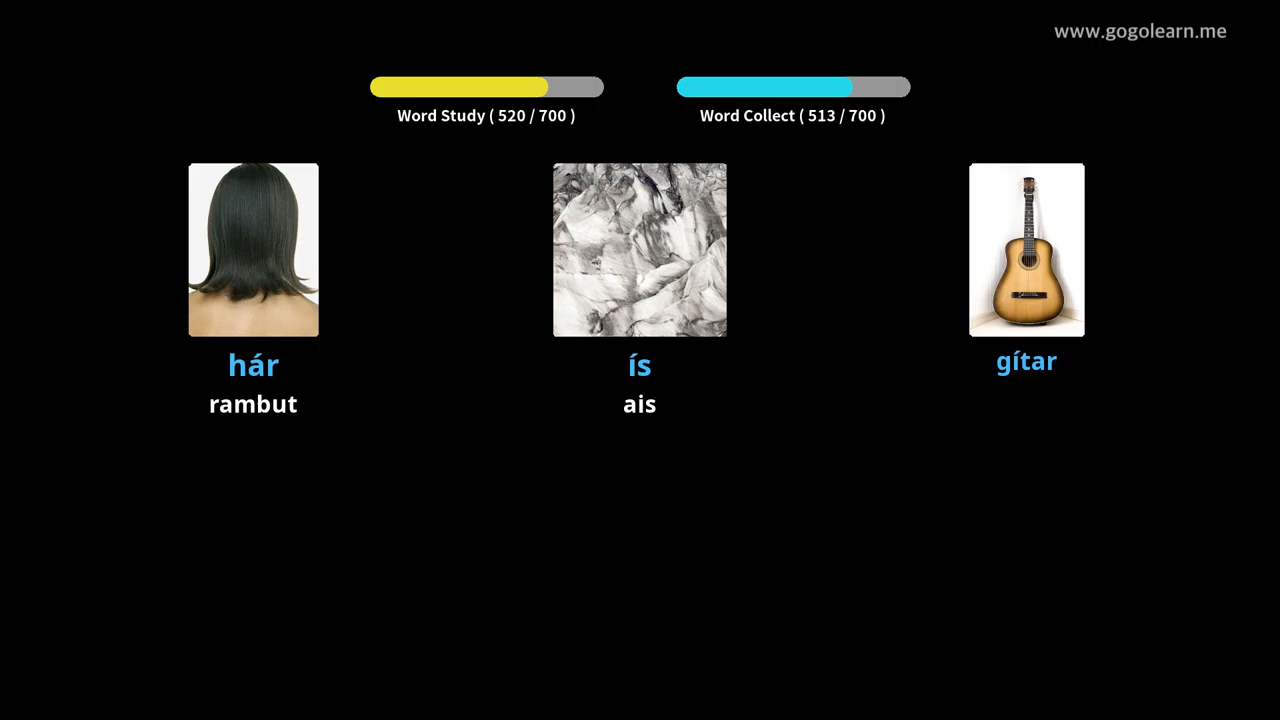 www.gogolearn.me
Word Study ( 520 / 700 )
Word Collect ( 513 / 700 )
hár
rambut
ís
ais
gítar